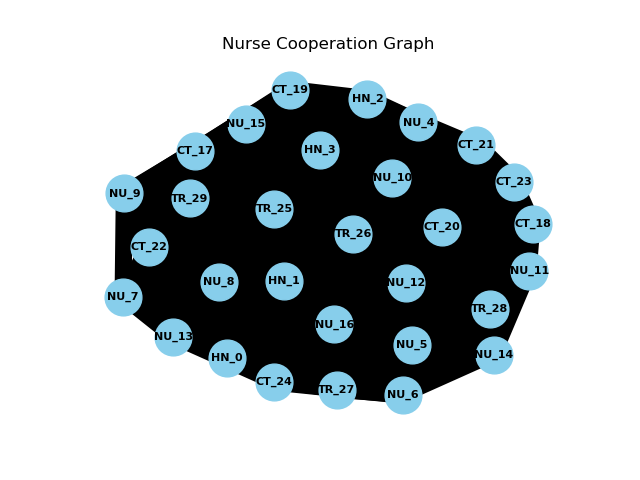 Nurse Cooperation Graph
CT_19
HN_2
NU_15
NU_4
CT_17
HN_3
CT_21
NU_10
CT_23
NU_9
TR_29
TR_25
CT_18
TR_26
CT_20
CT_22
NU_11
NU_8
HN_1
NU_12
NU_7
TR_28
NU_16
NU_13
NU_5
HN_0
NU_14
CT_24
TR_27
NU_6